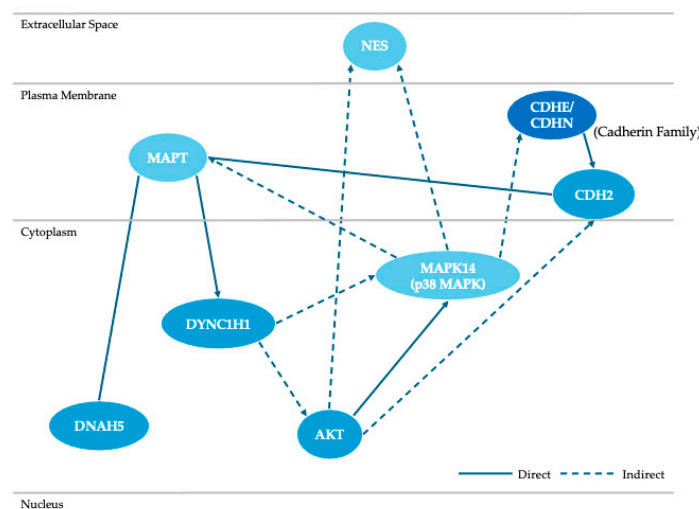 Extracellular Space
NES
Plasma Membrane
CDHE/
CDHN
(Cadherin Family)
MAPT
CDH2
Cytoplasm
MAPK14
(p38 MAPK)
DYNC1H1
DNAH5
AKT
Direct
Indirect
Nucleus